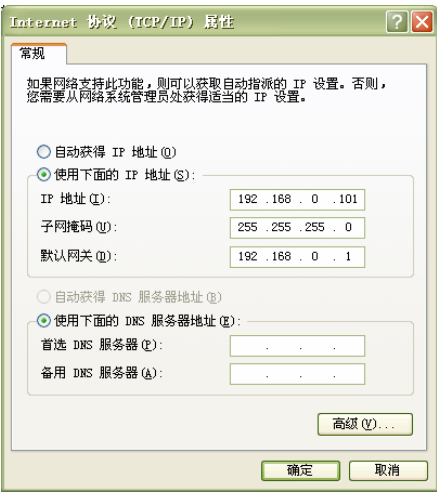 Internet 协议 (TCP/IP) 属性
常规
如果网络支持此功能，则可以获取自动指派的 IP 设置。否则，
您需要从网络系统管理员处获得适当的 IP 设置。
自动获得 IP 地址(O)
使用下面的 IP 地址(S):
IP 地址(I): 192 .168 . 0 .101
子网掩码(U): 255 .255 .255 . 0
默认网关(D): 192 .168 . 0 . 1
自动获得 DNS 服务器地址(B)
使用下面的 DNS 服务器地址(E):
首选 DNS 服务器(P): . . .
备用 DNS 服务器(A): . . .
高级(V)...
确定 取消